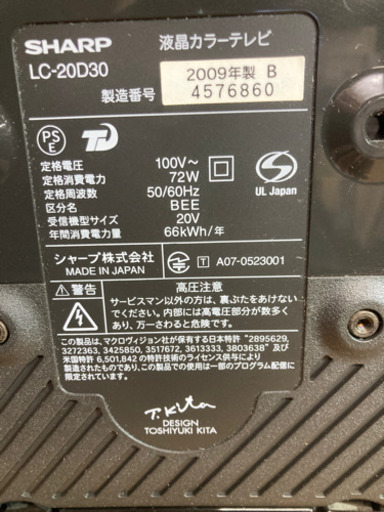 SHARP 液晶カラーテレビ
LC-20D30 2009年製 B
製造番号 4576860
PSE
定格電圧 100V～
定格消費電力 72W
定格周波数 50/60Hz
UL Japan
区分名 BEE
受信機型サイズ 20V
年間消費電力量 66kWh/年
シャープ株式会社
MADE IN JAPAN
T A07-0523001
⚠警告 高圧注意
サービスマン以外の方は、裏ぶたをあけない
でください。内部には高電圧部分が数多く
あり、万一さわると危険です。
この製品は、マクロヴィジョン社が保有する日本特許 "2895629,
3272363, 3425850, 3517672, 3613333, 3803638"及び
米国特許 6,501,842 の特許技術のライセンス供与により
製造された。この製品での使用は一部のプログラム配信に
限定されています。
T.Kita
DESIGN
TOSHIYUKI KITA